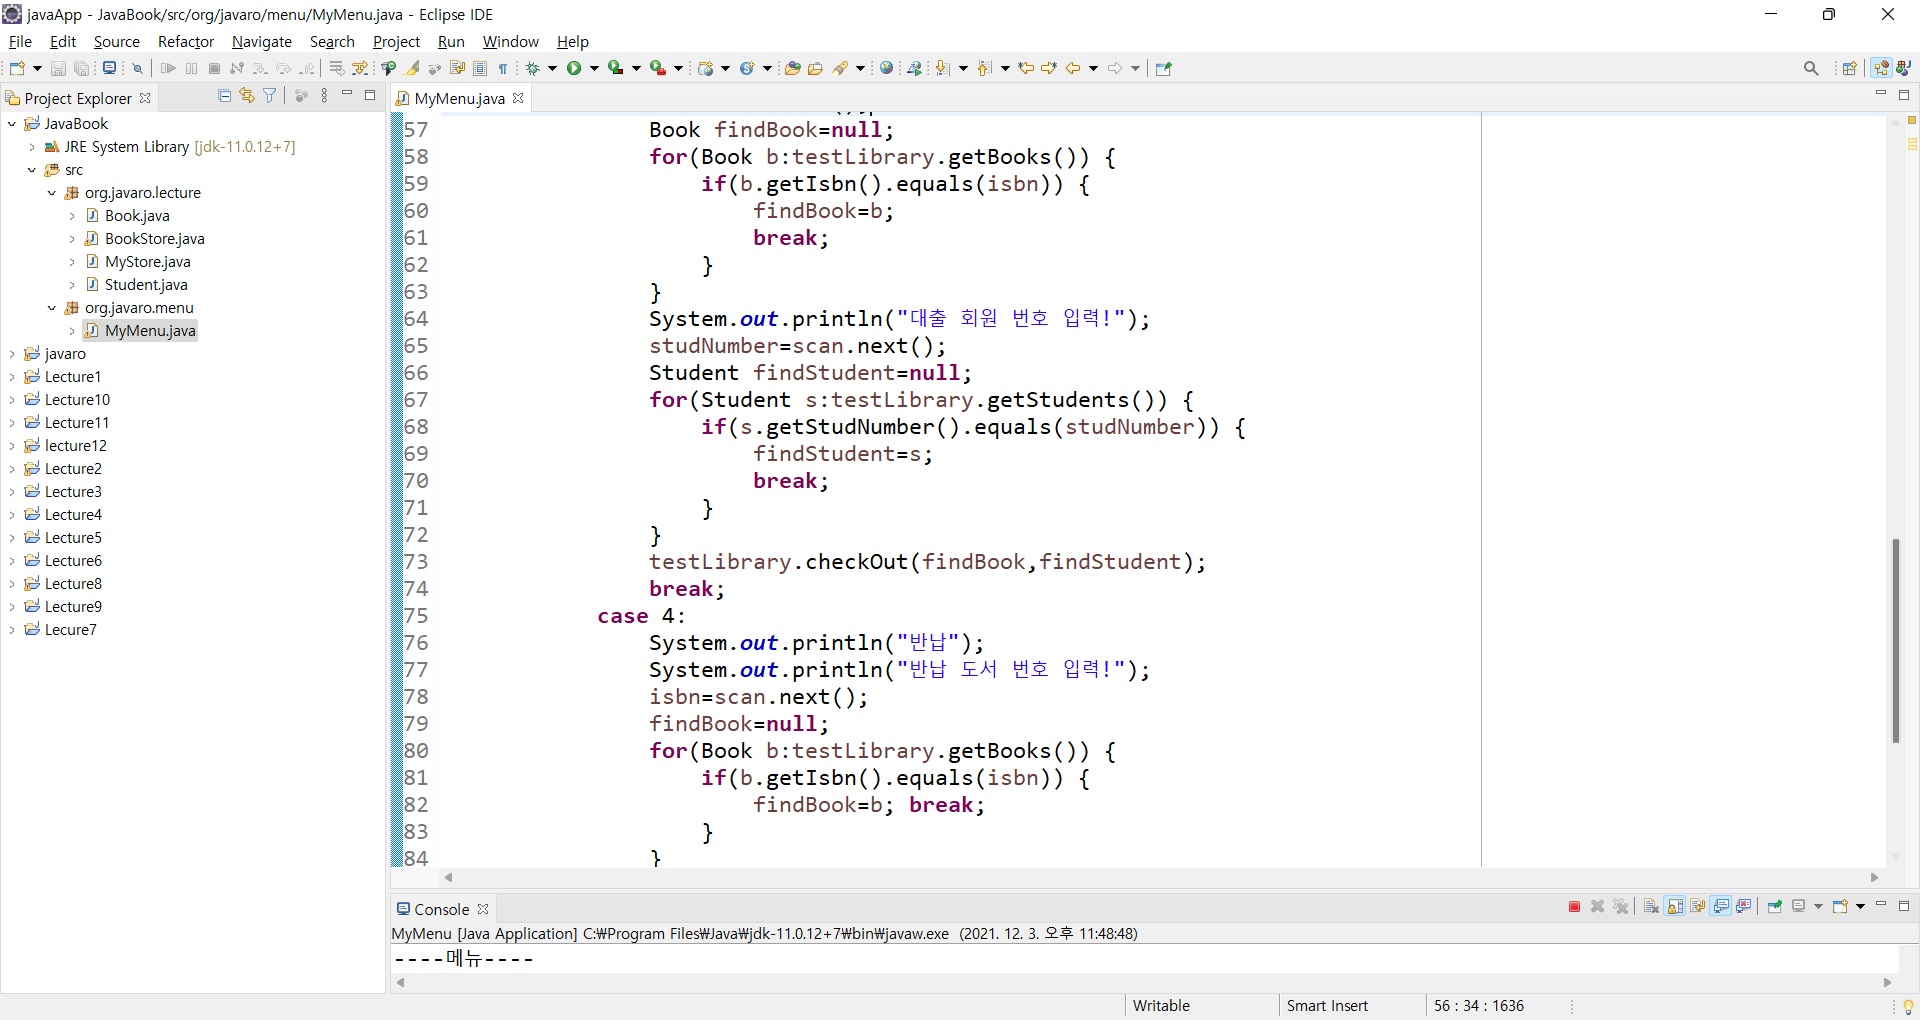 javaApp - JavaBook/src/org/javaro/menu/MyMenu.java - Eclipse IDE
File Edit Source Refactor Navigate Search Project Run Window Help
Project Explorer
JavaBook
JRE System Library [jdk-11.0.12+7]
src
org.javaro.lecture
Book.java
BookStore.java
MyStore.java
Student.java
org.javaro.menu
MyMenu.java
javaro
Lecture1
Lecture10
Lecture11
lecture12
Lecture2
Lecture3
Lecture4
Lecture5
Lecture6
Lecture8
Lecture9
Lecure7
MyMenu.java
57 Book findBook=null;
58 for(Book b:testLibrary.getBooks()) {
59 if(b.getIsbn().equals(isbn)) {
60 findBook=b;
61 break;
62 }
63 }
64 System.out.println("대출 회원 번호 입력!");
65 studNumber=scan.next();
66 Student findStudent=null;
67 for(Student s:testLibrary.getStudents()) {
68 if(s.getStudNumber().equals(studNumber)) {
69 findStudent=s;
70 break;
71 }
72 }
73 testLibrary.checkOut(findBook,findStudent);
74 break;
75 case 4:
76 System.out.println("반납");
77 System.out.println("반납 도서 번호 입력!");
78 isbn=scan.next();
79 findBook=null;
80 for(Book b:testLibrary.getBooks()) {
81 if(b.getIsbn().equals(isbn)) {
82 findBook=b; break;
83 }
84 }
Console
MyMenu [Java Application] C:₩Program Files₩Java₩jdk-11.0.12+7₩bin₩javaw.exe (2021. 12. 3. 오후 11:48:48)
----메뉴----
Writable Smart Insert 56 : 34 : 1636